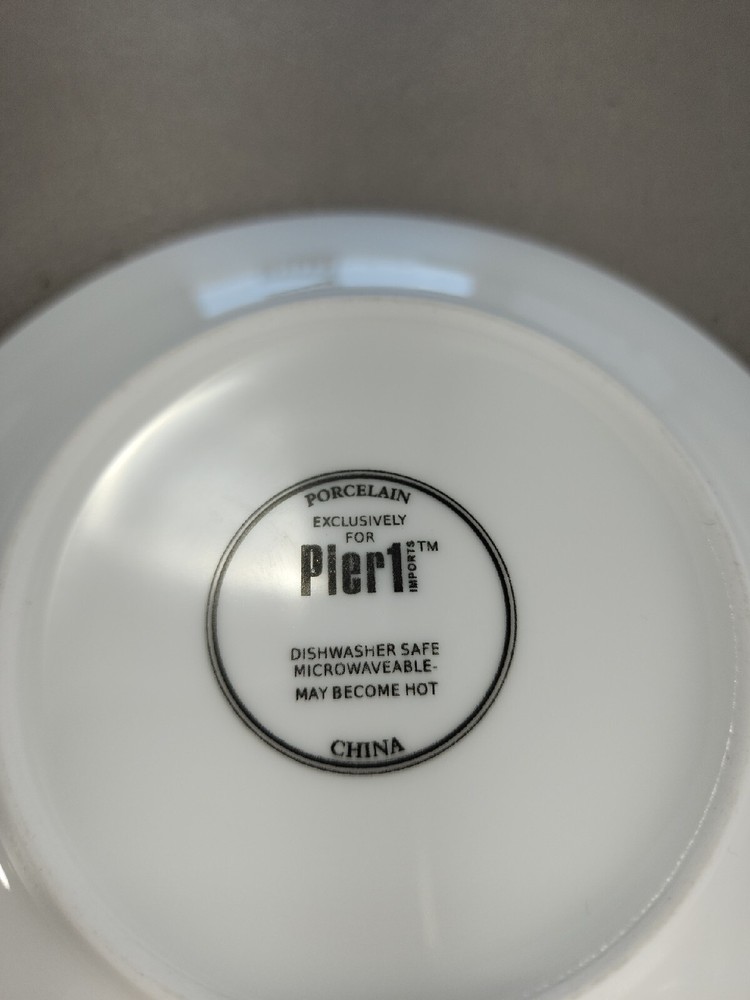 PORCELAIN
EXCLUSIVELY
FOR
Pier1 IMPORTS™
DISHWASHER SAFE
MICROWAVEABLE-
MAY BECOME HOT
CHINA